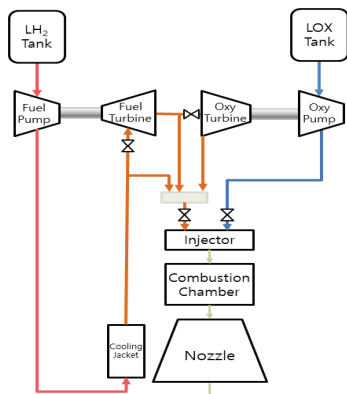 LH₂
Tank
LOX
Tank
Fuel
Pump
Fuel
Turbine
Oxy
Turbine
Oxy
Pump
Injector
Combustion
Chamber
Cooling
Jacket
Nozzle